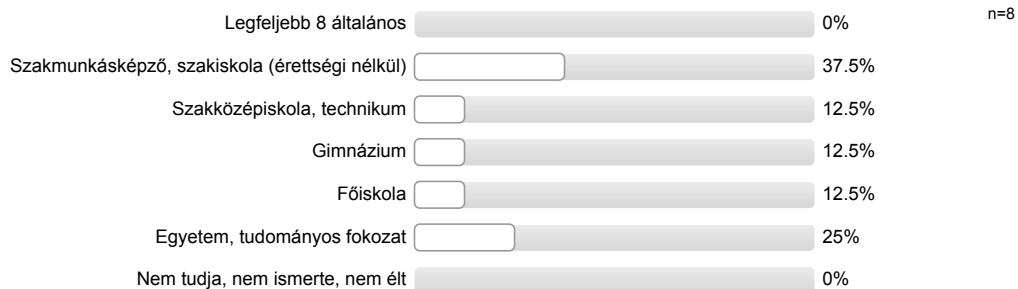 Legfeljebb 8 általános 0% n=8
Szakmunkásképző, szakiskola (érettségi nélkül) 37.5%
Szakközépiskola, technikum 12.5%
Gimnázium 12.5%
Főiskola 12.5%
Egyetem, tudományos fokozat 25%
Nem tudja, nem ismerte, nem élt 0%